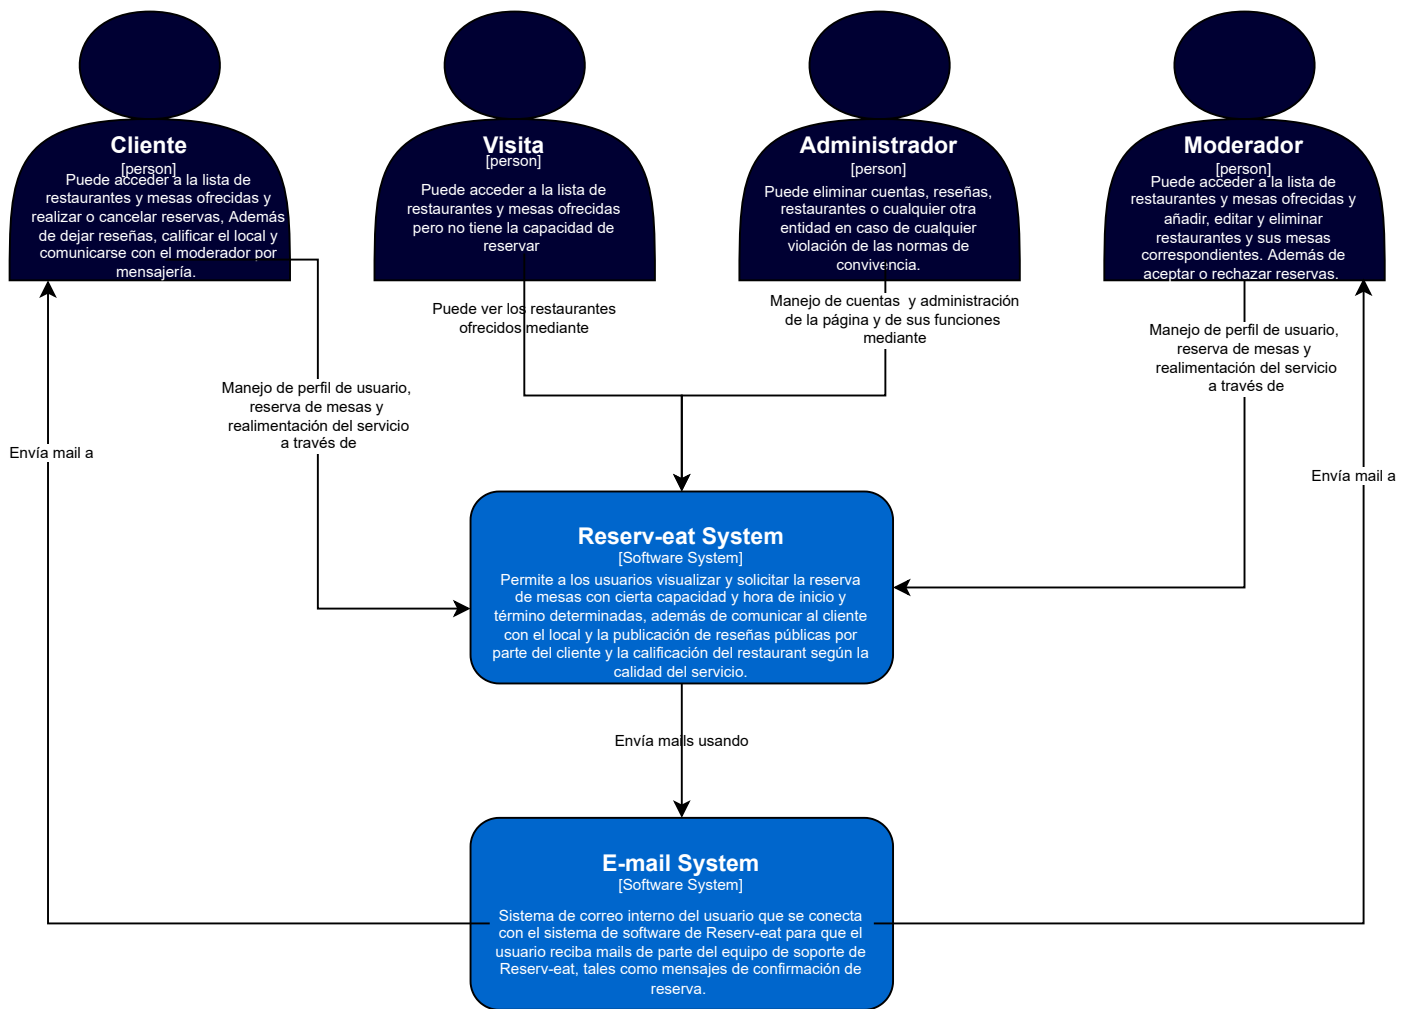 Cliente
[person]
Puede acceder a la lista de
restaurantes y mesas ofrecidas y
realizar o cancelar reservas, Además
de dejar reseñas, calificar el local y
comunicarse con el moderador por
mensajería.
Visita
[person]
Puede acceder a la lista de
restaurantes y mesas ofrecidas
pero no tiene la capacidad de
reservar
Administrador
[person]
Puede eliminar cuentas, reseñas,
restaurantes o cualquier otra
entidad en caso de cualquier
violación de las normas de
convivencia.
Moderador
[person]
Puede acceder a la lista de
restaurantes y mesas ofrecidas y
añadir, editar y eliminar
restaurantes y sus mesas
correspondientes. Además de
aceptar o rechazar reservas.
Puede ver los restaurantes
ofrecidos mediante
Manejo de cuentas  y administración
de la página y de sus funciones
mediante
Manejo de perfil de usuario,
reserva de mesas y
realimentación del servicio
a través de
Manejo de perfil de usuario,
reserva de mesas y
realimentación del servicio
a través de
Envía mail a
Envía mail a
Reserv-eat System
[Software System]
Permite a los usuarios visualizar y solicitar la reserva
de mesas con cierta capacidad y hora de inicio y
término determinadas, además de comunicar al cliente
con el local y la publicación de reseñas públicas por
parte del cliente y la calificación del restaurant según la
calidad del servicio.
Envía mails usando
E-mail System
[Software System]
Sistema de correo interno del usuario que se conecta
con el sistema de software de Reserv-eat para que el
usuario reciba mails de parte del equipo de soporte de
Reserv-eat, tales como mensajes de confirmación de
reserva.